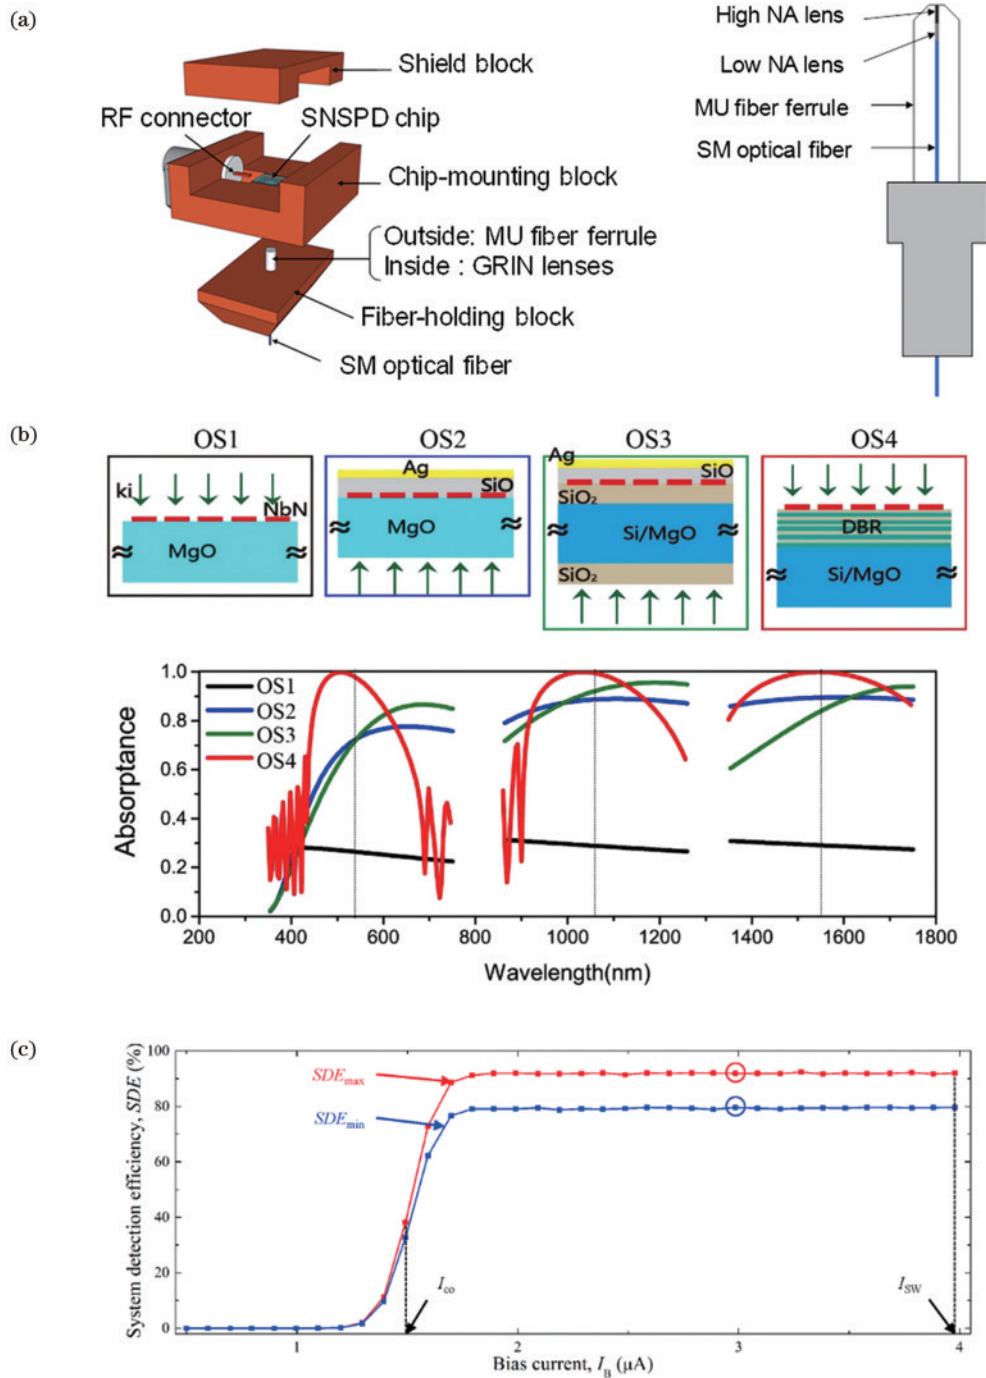 (a)
Shield block
RF connector
SNSPD chip
Chip-mounting block
Outside: MU fiber ferrule
Inside : GRIN lenses
Fiber-holding block
SM optical fiber
High NA lens
Low NA lens
MU fiber ferrule
SM optical fiber
(b)
OS1
OS2
OS3
OS4
ki
NbN
MgO
Ag
SiO
MgO
Ag
SiO
SiO₂
Si/MgO
SiO₂
DBR
Si/MgO
Absorptance
1.0
0.8
0.6
0.4
0.2
0.0
OS1
OS2
OS3
OS4
200
400
600
800
1000
1200
1400
1600
1800
Wavelength(nm)
(c)
System detection efficiency, SDE (%)
100
80
60
40
20
0
SDEmax
SDEmin
Ico
ISW
1
2
3
4
Bias current, IB (μA)